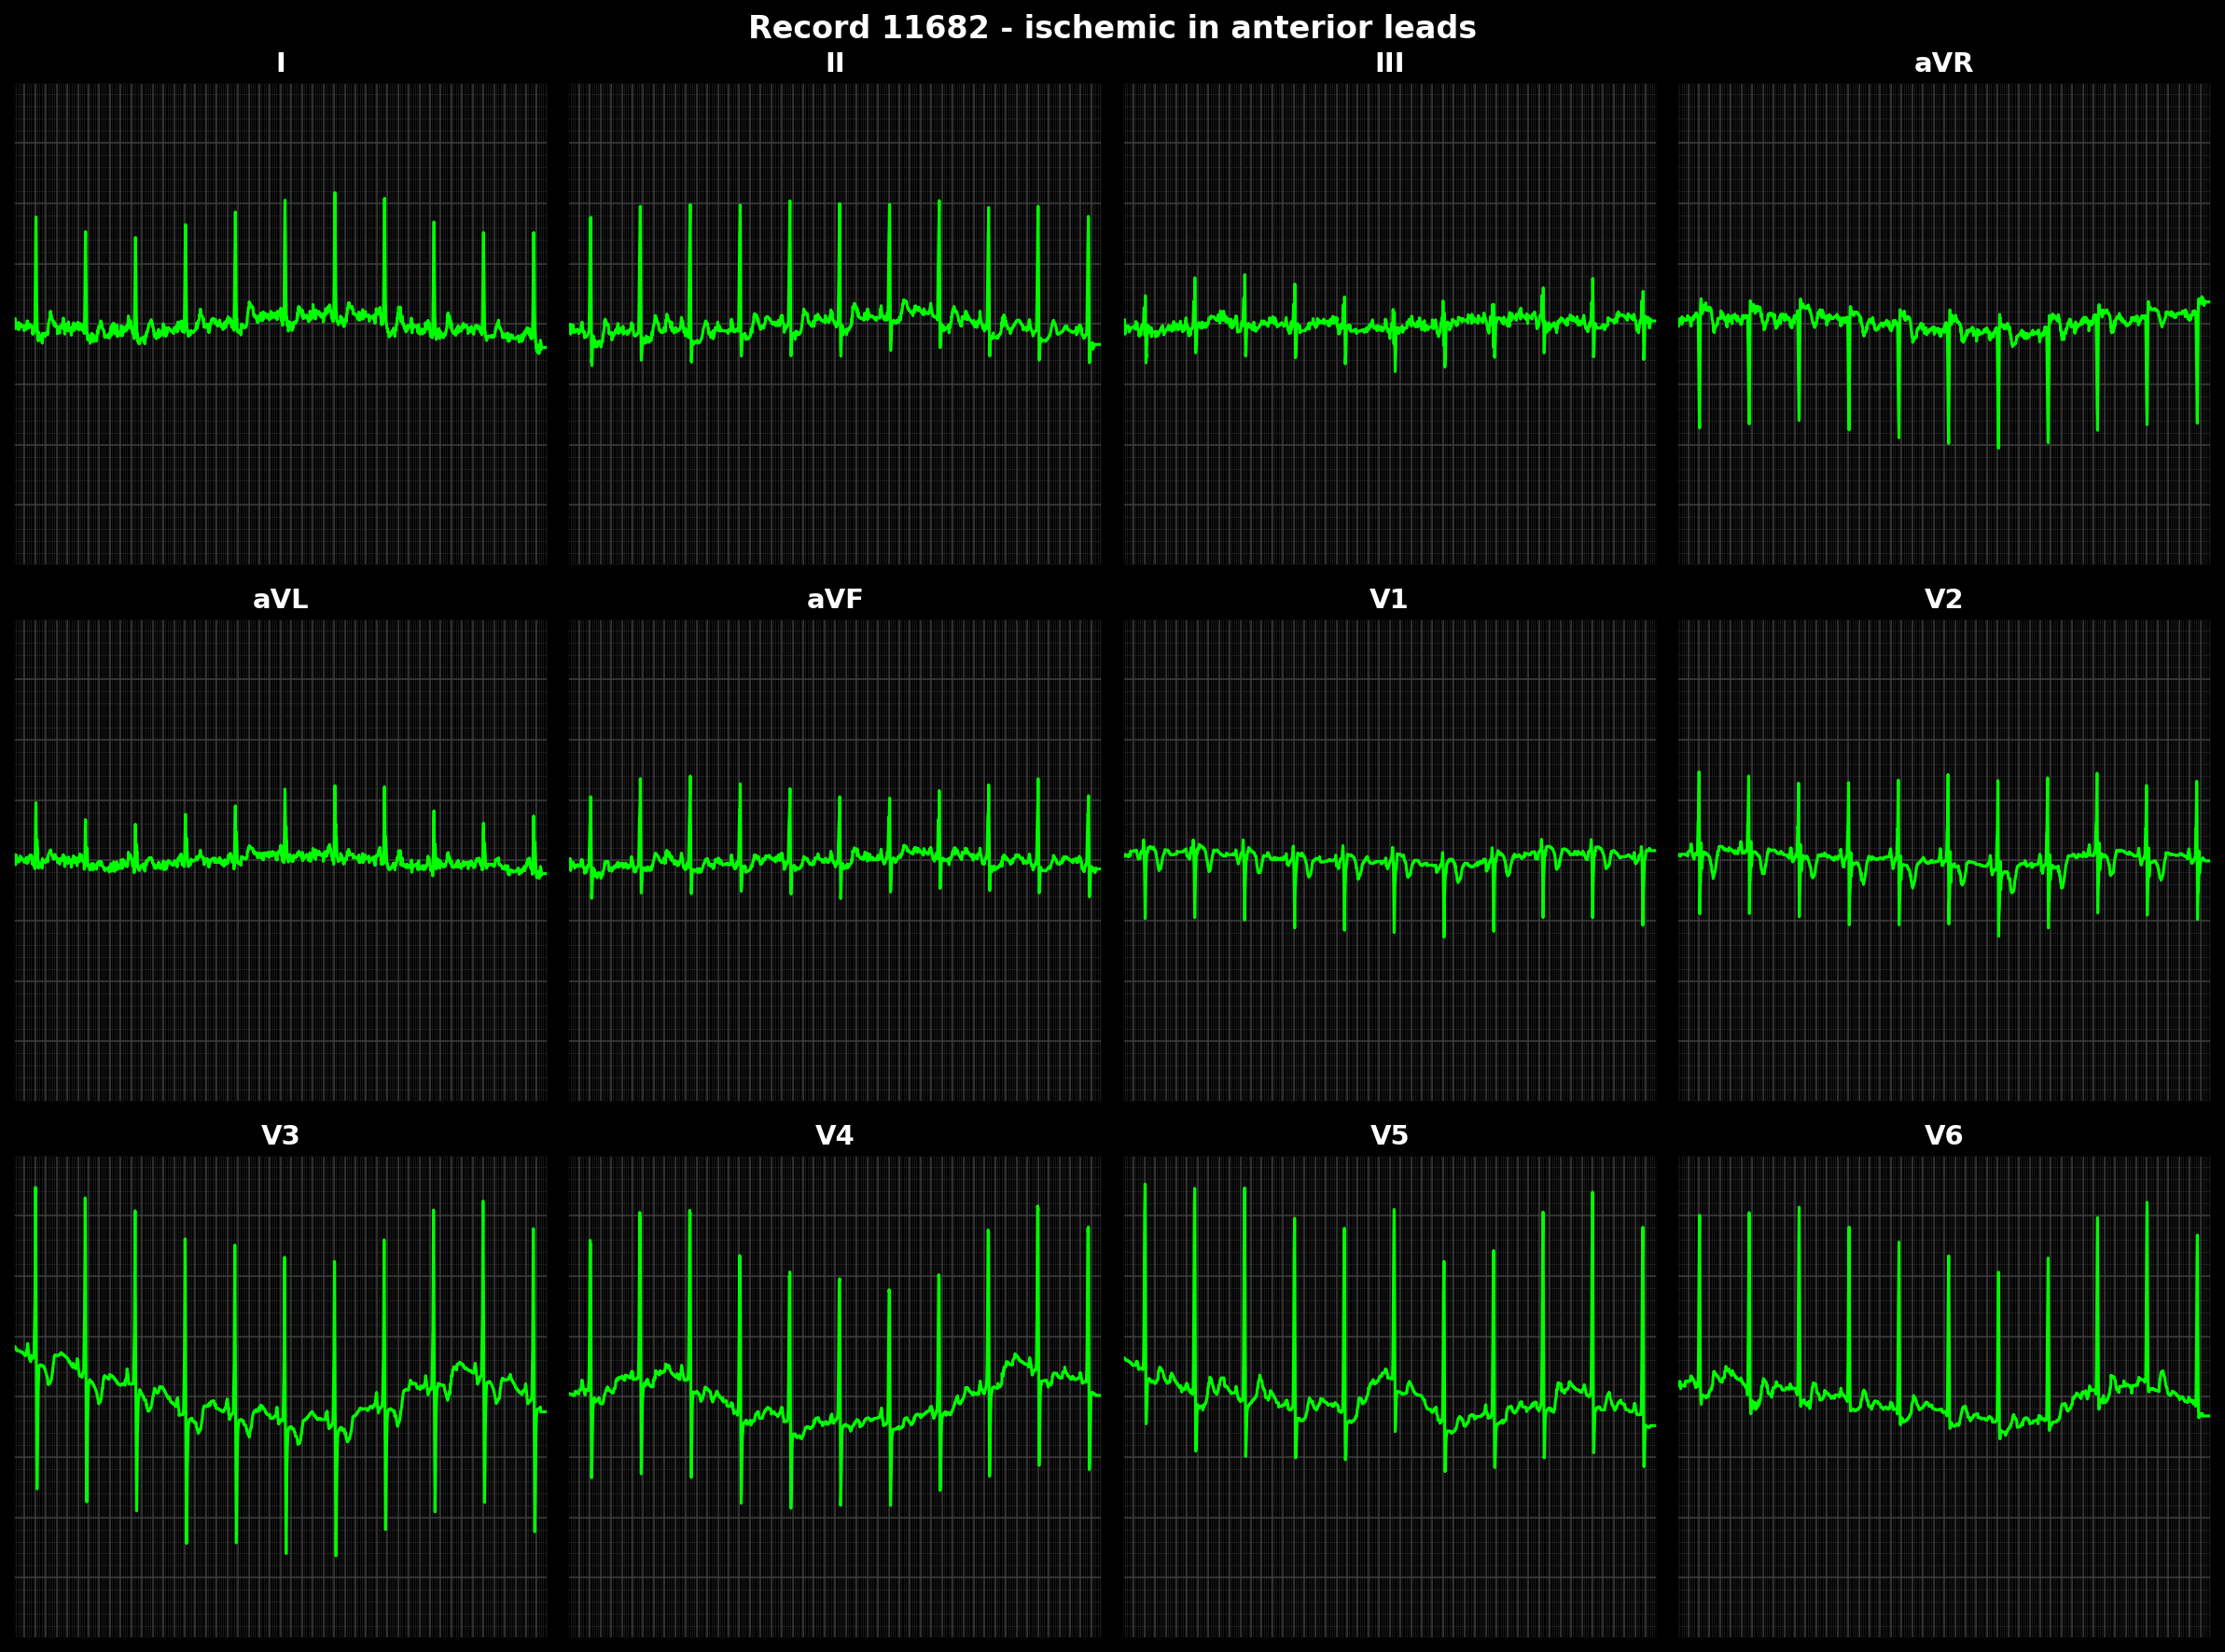 Record 11682 - ischemic in anterior leads
I II III aVR
aVL aVF V1 V2
V3 V4 V5 V6